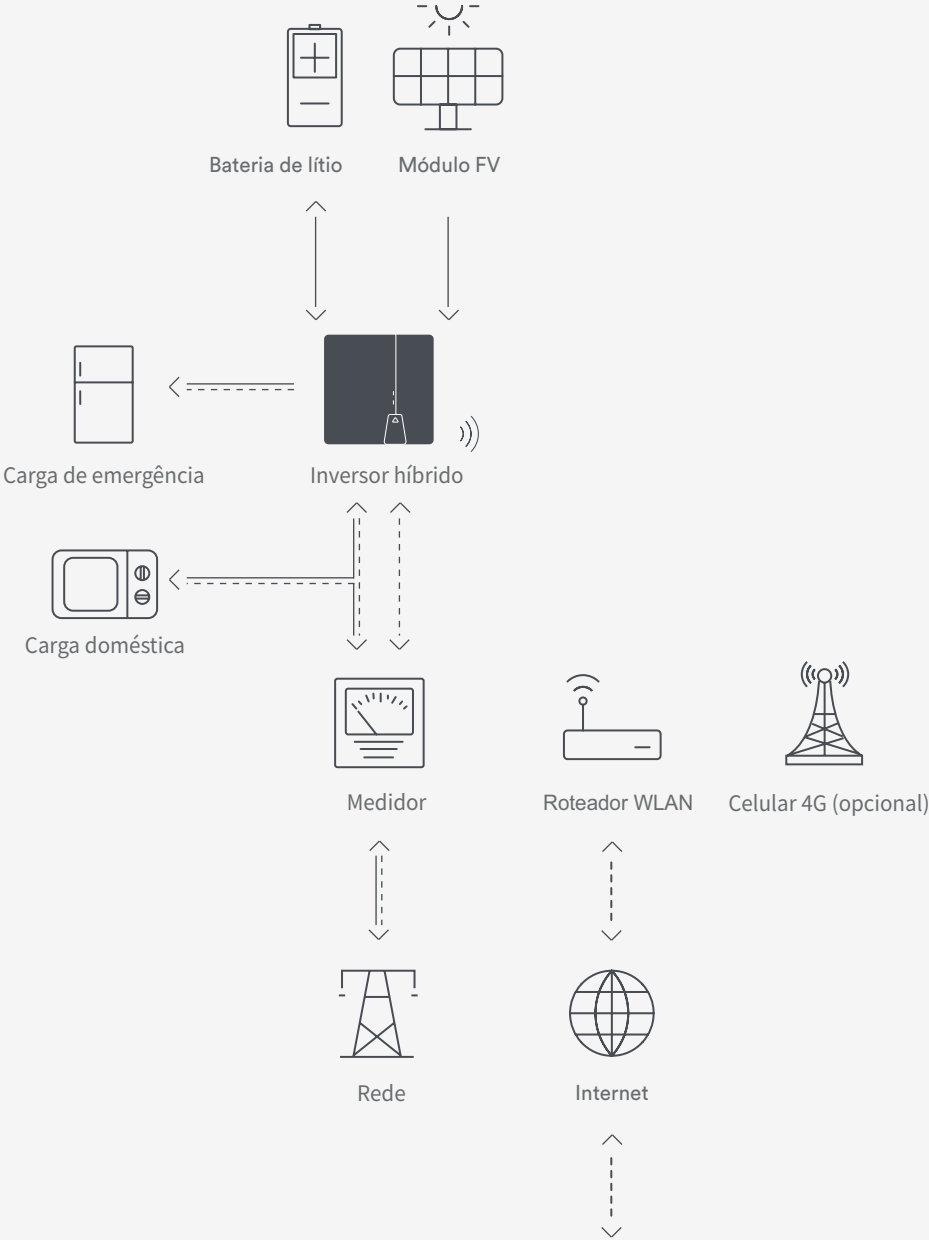 Bateria de lítio
Módulo FV
Carga de emergência
Inversor híbrido
Carga doméstica
Medidor
Roteador WLAN
Celular 4G (opcional)
Rede
Internet